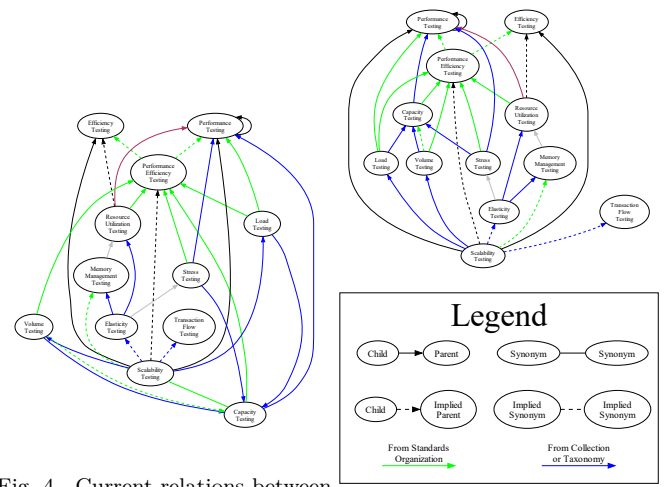 Efficiency
Testing
Performance
Testing
Performance
Efficiency
Testing
Resource
Utilization
Testing
Load
Testing
Memory
Management
Testing
Stress
Testing
Volume
Testing
Elasticity
Testing
Transaction
Flow
Testing
Scalability
Testing
Capacity
Testing
Fig. 4 Current relations between
Performance
Testing
Efficiency
Testing
Performance
Efficiency
Testing
Capacity
Testing
Resource
Utilization
Testing
Load
Testing
Volume
Testing
Stress
Testing
Memory
Management
Testing
Elasticity
Testing
Transaction
Flow
Testing
Scalability
Testing
Legend
Child
Parent
Synonym
Synonym
Child
Implied
Parent
Implied
Synonym
Implied
Synonym
From Standards
Organization
From Collection
or Taxonomy